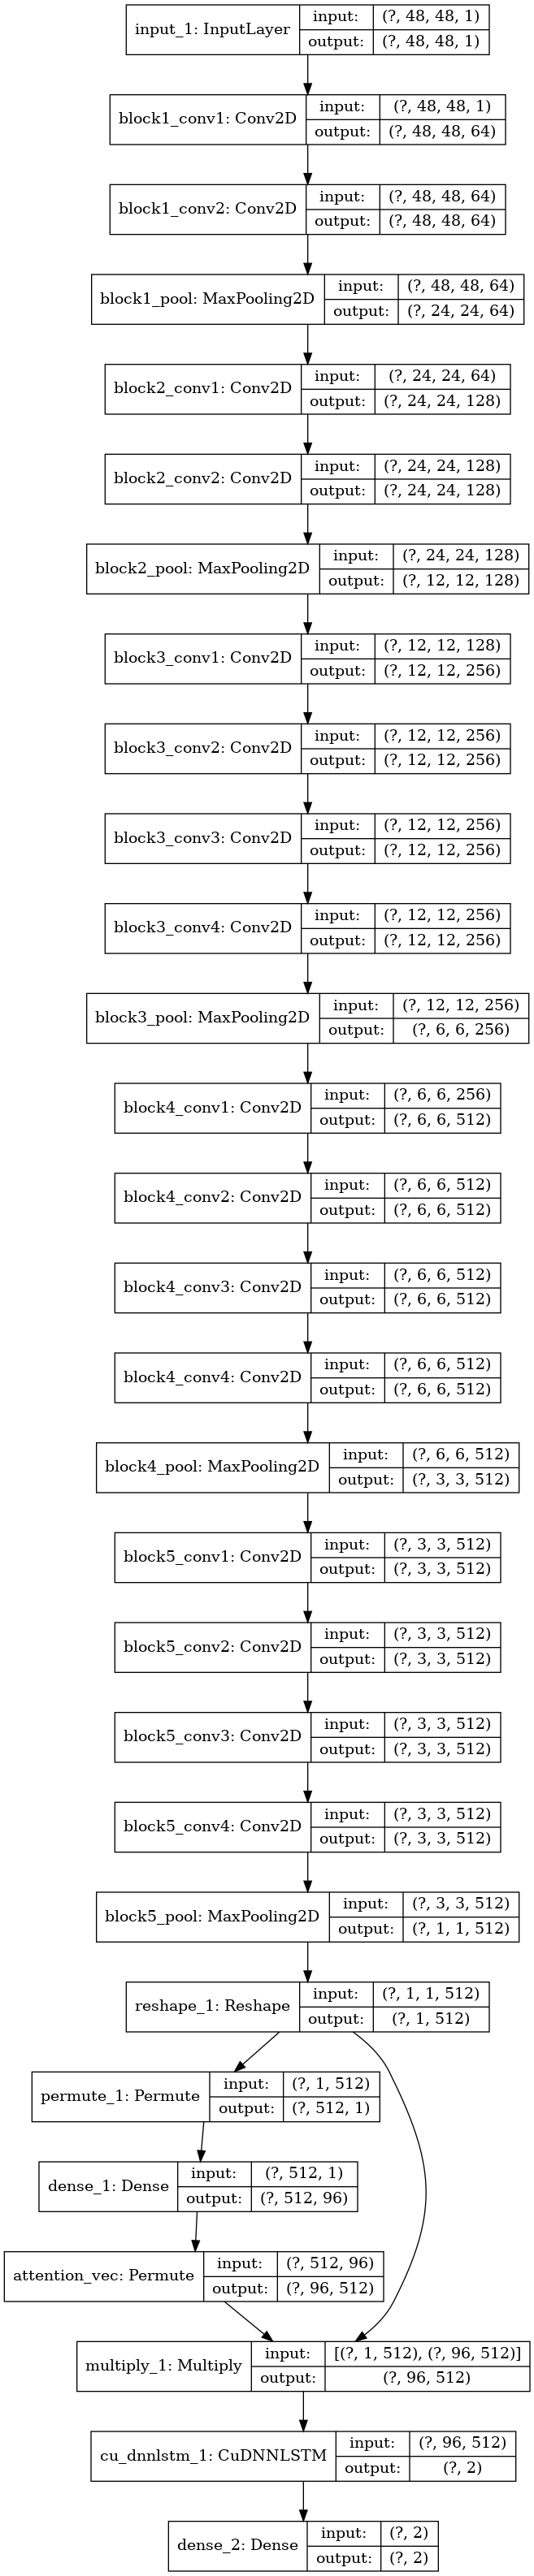 input_1: InputLayer
input: (?, 48, 48, 1)
output: (?, 48, 48, 1)
block1_conv1: Conv2D
input: (?, 48, 48, 1)
output: (?, 48, 48, 64)
block1_conv2: Conv2D
input: (?, 48, 48, 64)
output: (?, 48, 48, 64)
block1_pool: MaxPooling2D
input: (?, 48, 48, 64)
output: (?, 24, 24, 64)
block2_conv1: Conv2D
input: (?, 24, 24, 64)
output: (?, 24, 24, 128)
block2_conv2: Conv2D
input: (?, 24, 24, 128)
output: (?, 24, 24, 128)
block2_pool: MaxPooling2D
input: (?, 24, 24, 128)
output: (?, 12, 12, 128)
block3_conv1: Conv2D
input: (?, 12, 12, 128)
output: (?, 12, 12, 256)
block3_conv2: Conv2D
input: (?, 12, 12, 256)
output: (?, 12, 12, 256)
block3_conv3: Conv2D
input: (?, 12, 12, 256)
output: (?, 12, 12, 256)
block3_conv4: Conv2D
input: (?, 12, 12, 256)
output: (?, 12, 12, 256)
block3_pool: MaxPooling2D
input: (?, 12, 12, 256)
output: (?, 6, 6, 256)
block4_conv1: Conv2D
input: (?, 6, 6, 256)
output: (?, 6, 6, 512)
block4_conv2: Conv2D
input: (?, 6, 6, 512)
output: (?, 6, 6, 512)
block4_conv3: Conv2D
input: (?, 6, 6, 512)
output: (?, 6, 6, 512)
block4_conv4: Conv2D
input: (?, 6, 6, 512)
output: (?, 6, 6, 512)
block4_pool: MaxPooling2D
input: (?, 6, 6, 512)
output: (?, 3, 3, 512)
block5_conv1: Conv2D
input: (?, 3, 3, 512)
output: (?, 3, 3, 512)
block5_conv2: Conv2D
input: (?, 3, 3, 512)
output: (?, 3, 3, 512)
block5_conv3: Conv2D
input: (?, 3, 3, 512)
output: (?, 3, 3, 512)
block5_conv4: Conv2D
input: (?, 3, 3, 512)
output: (?, 3, 3, 512)
block5_pool: MaxPooling2D
input: (?, 3, 3, 512)
output: (?, 1, 1, 512)
reshape_1: Reshape
input: (?, 1, 1, 512)
output: (?, 1, 512)
permute_1: Permute
input: (?, 1, 512)
output: (?, 512, 1)
dense_1: Dense
input: (?, 512, 1)
output: (?, 512, 96)
attention_vec: Permute
input: (?, 512, 96)
output: (?, 96, 512)
multiply_1: Multiply
input: [(?, 1, 512), (?, 96, 512)]
output: (?, 96, 512)
cu_dnnlstm_1: CuDNNLSTM
input: (?, 96, 512)
output: (?, 2)
dense_2: Dense
input: (?, 2)
output: (?, 2)